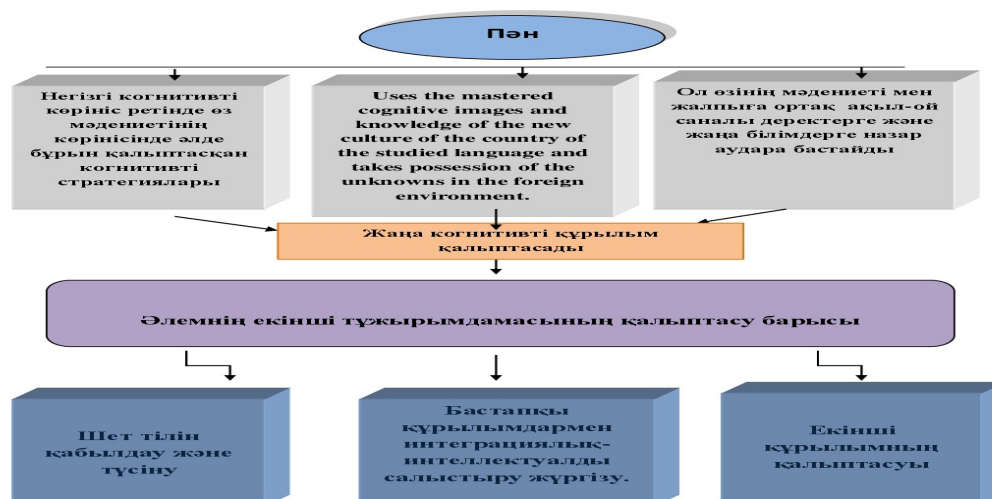 Пән
Негізгі когнитивті
көрініс ретінде өз
мәдениетінің
көрінісінде әлде
бұрын қалыптасқан
когнитивті
стратегиялары
Uses the mastered
cognitive images and
knowledge of the new
culture of the country
of the studied language and
takes possession of the
unknowns in the foreign
environment.
Ол өзінің мәдениеті мен
жалпыға ортақ ақыл-ой
саналы деректерге және
жаңа білімдерге назар
аудара бастайды
Жаңа когнитивті құрылым
қалыптасады
Әлемнің екінші тұжырымдамасының қалыптасу барысы
Шет тілін
қабылдау және
түсіну
Бастапқы
құрылымдармен
интеграциялық-
интеллектуалды
салыстыру жүргізу.
Екінші
құрылымның
қалыптасуы